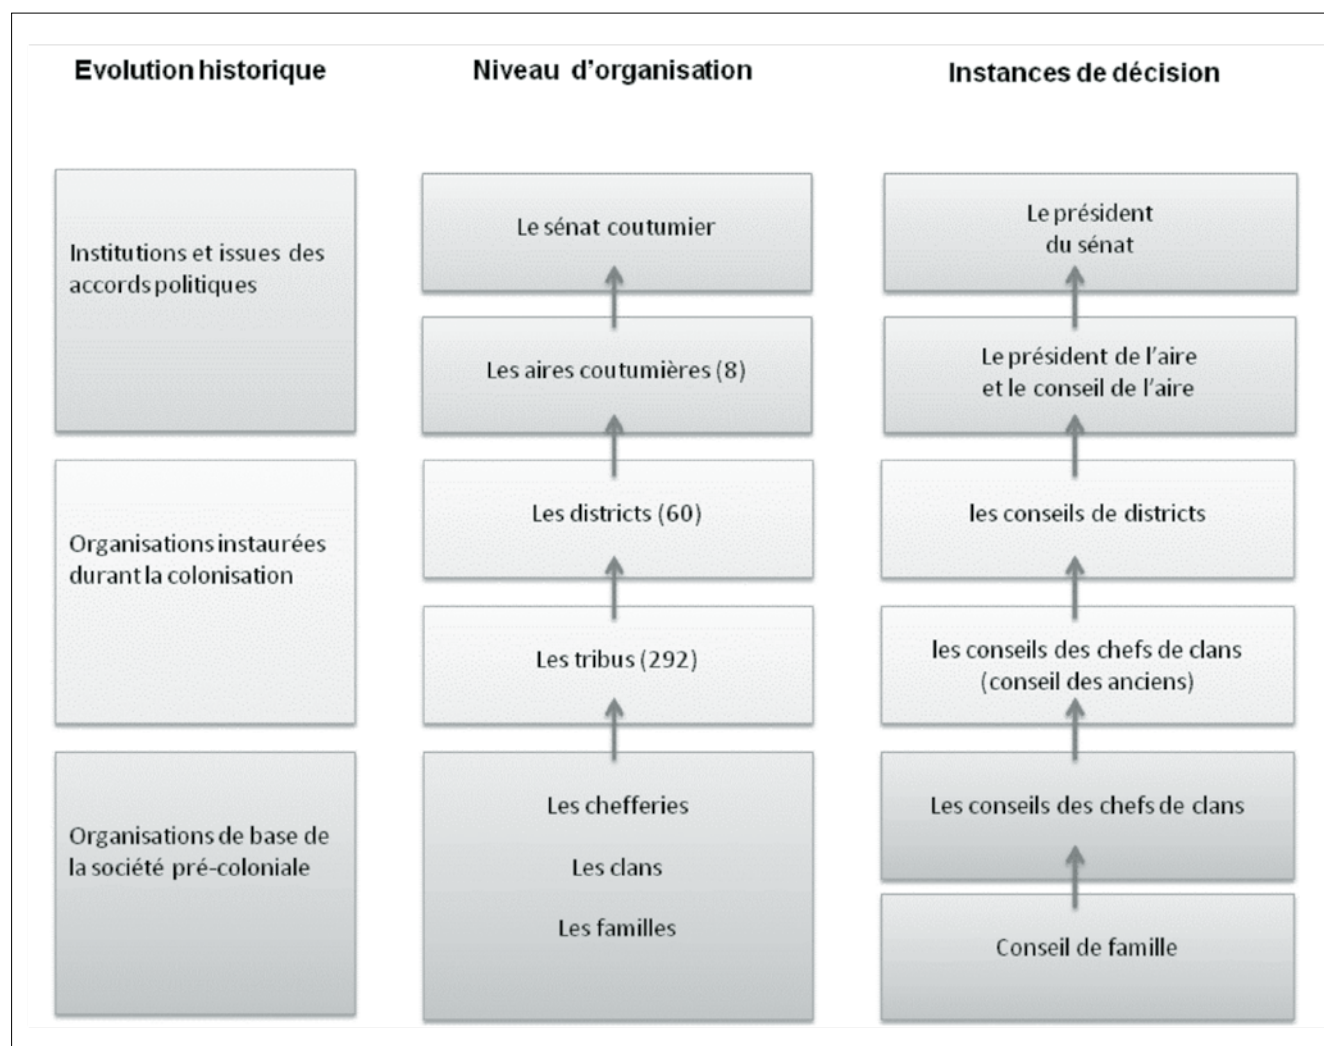 Evolution historique
Niveau d'organisation
Instances de décision
Institutions et issues des
accords politiques
Le sénat coutumier
Le président
du sénat
Les aires coutumières (8)
Le président de l'aire
et le conseil de l'aire
Organisations instaurées
durant la colonisation
Les districts (60)
les conseils de districts
Les tribus (292)
les conseils des chefs de clans
(conseil des anciens)
Organisations de base de
la société pré-coloniale
Les chefferies
Les clans
Les familles
Les conseils des chefs de clans
Conseil de famille